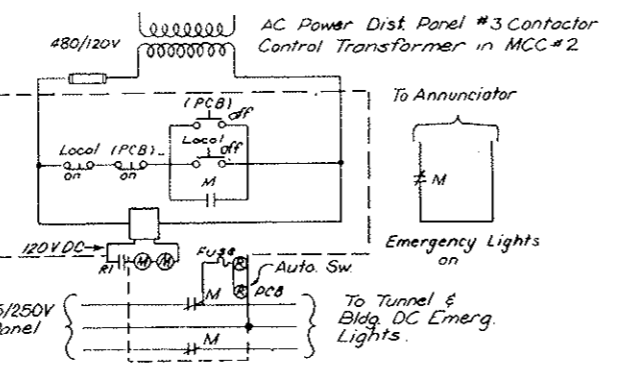 AC Power Dist. Panel #3 Contactor
480/120V
Control Transformer in MCC#2
(PCB)
off
To Annunciator
Local
(PCB)
Local
off
on
on
M
M
120V DC
Emergency Lights
on
R1
M
M
Fuse
R
Auto. Sw.
R
PCB
/250V
Panel
M
To Tunnel &
Bldg. DC Emerg.
Lights.
M